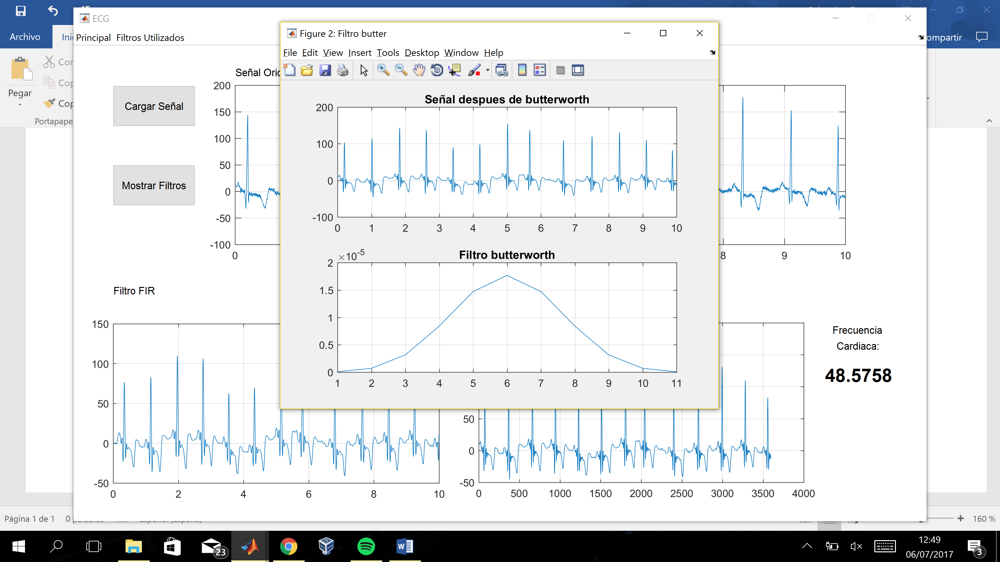 ECG
Archivo
Principal Filtros Utilizados
ompartir
Pegar
Portapape
Cargar Señal
Mostrar Filtros
Señal Orig
200
150
100
50
0
-50
-100
0
8 9 10
Figure 2: Filtro butter
File Edit View Insert Tools Desktop Window Help
Señal despues de butterworth
200
100
0
-100
0 1 2 3 4 5 6 7 8 9 10
Filtro butterworth
×10-5
2
1.5
1
0.5
0
1 2 3 4 5 6 7 8 9 10 11
Filtro FIR
150
100
50
0
-50
0 2 4 6 8 10
50
0
-50
0 500 1000 1500 2000 2500 3000 3500 4000
Frecuencia
Cardiaca:
48.5758
Página 1 de 1 0
160 %
23
12:49
06/07/2017
3